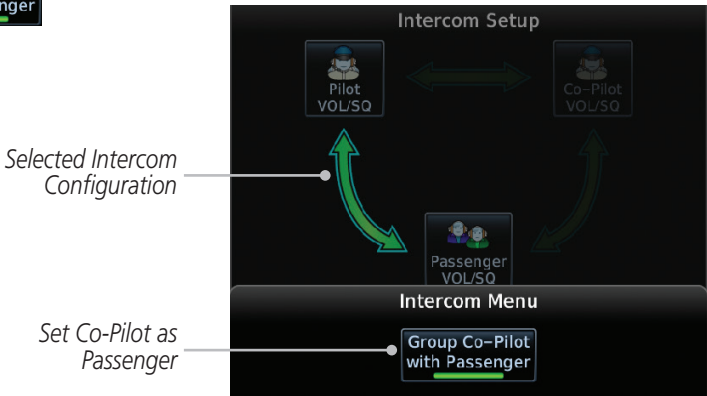 nger
Intercom Setup
Pilot
VOL/SQ
Co-Pilot
VOL/SQ
Selected Intercom
Configuration
Passenger
VOL/SQ
Intercom Menu
Set Co-Pilot as
Passenger
Group Co-Pilot
with Passenger